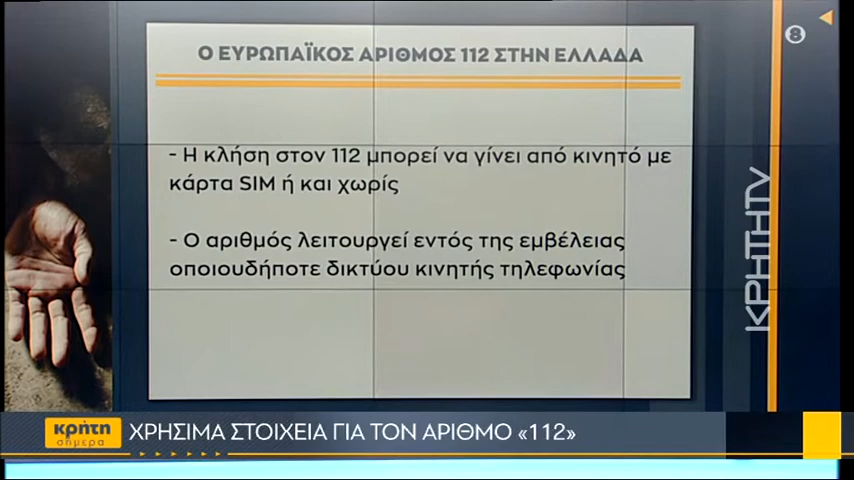 Ο ΕΥΡΩΠΑΪΚΟΣ ΑΡΙΘΜΟΣ 112 ΣΤΗΝ ΕΛΛΑΔΑ
8
- Η κλήση στον 112 μπορεί να γίνει από κινητό με
κάρτα SIM ή και χωρίς
- Ο αριθμός λειτουργεί εντός της εμβέλειας
οποιουδήποτε δικτύου κινητής τηλεφωνίας
ΚΡΗΤΗTV
κρήτη
σήμερα
ΧΡΗΣΙΜΑ ΣΤΟΙΧΕΙΑ ΓΙΑ ΤΟΝ ΑΡΙΘΜΟ «112»